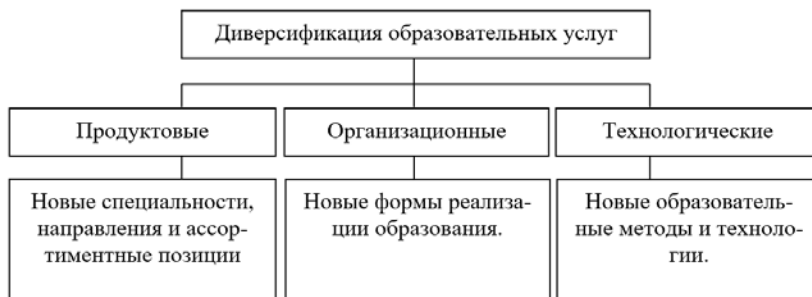 Диверсификация образовательных услуг
Продуктовые
Организационные
Технологические
Новые специальности,
направления и ассор-
тиментные позиции
Новые формы реализа-
ции образования.
Новые образователь-
ные методы и техноло-
гии.